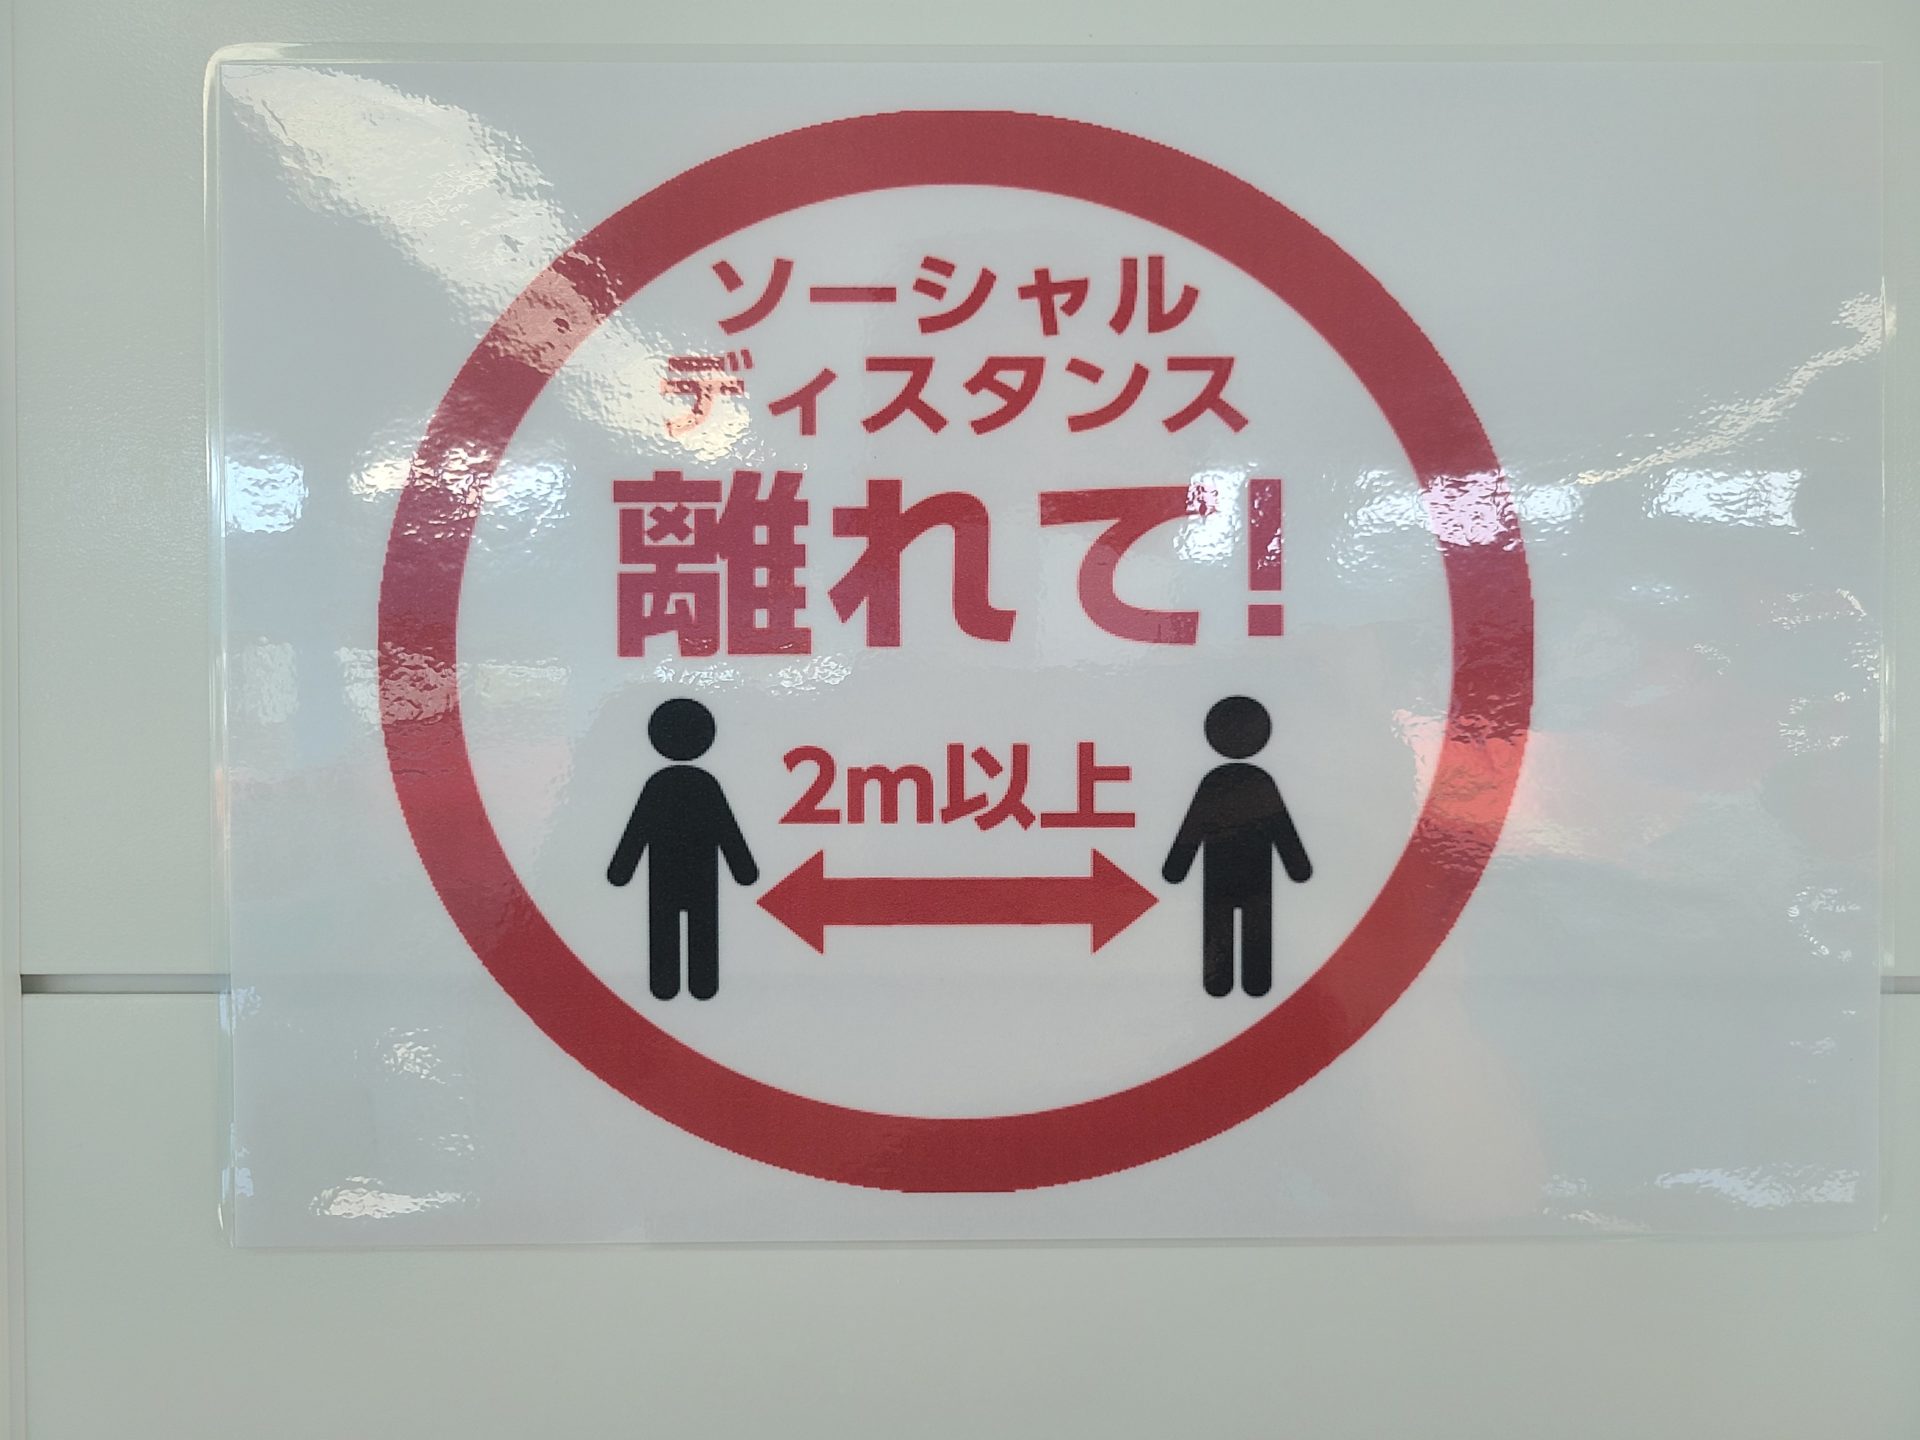 ソーシャル
ディスタンス
離れて!
2m以上